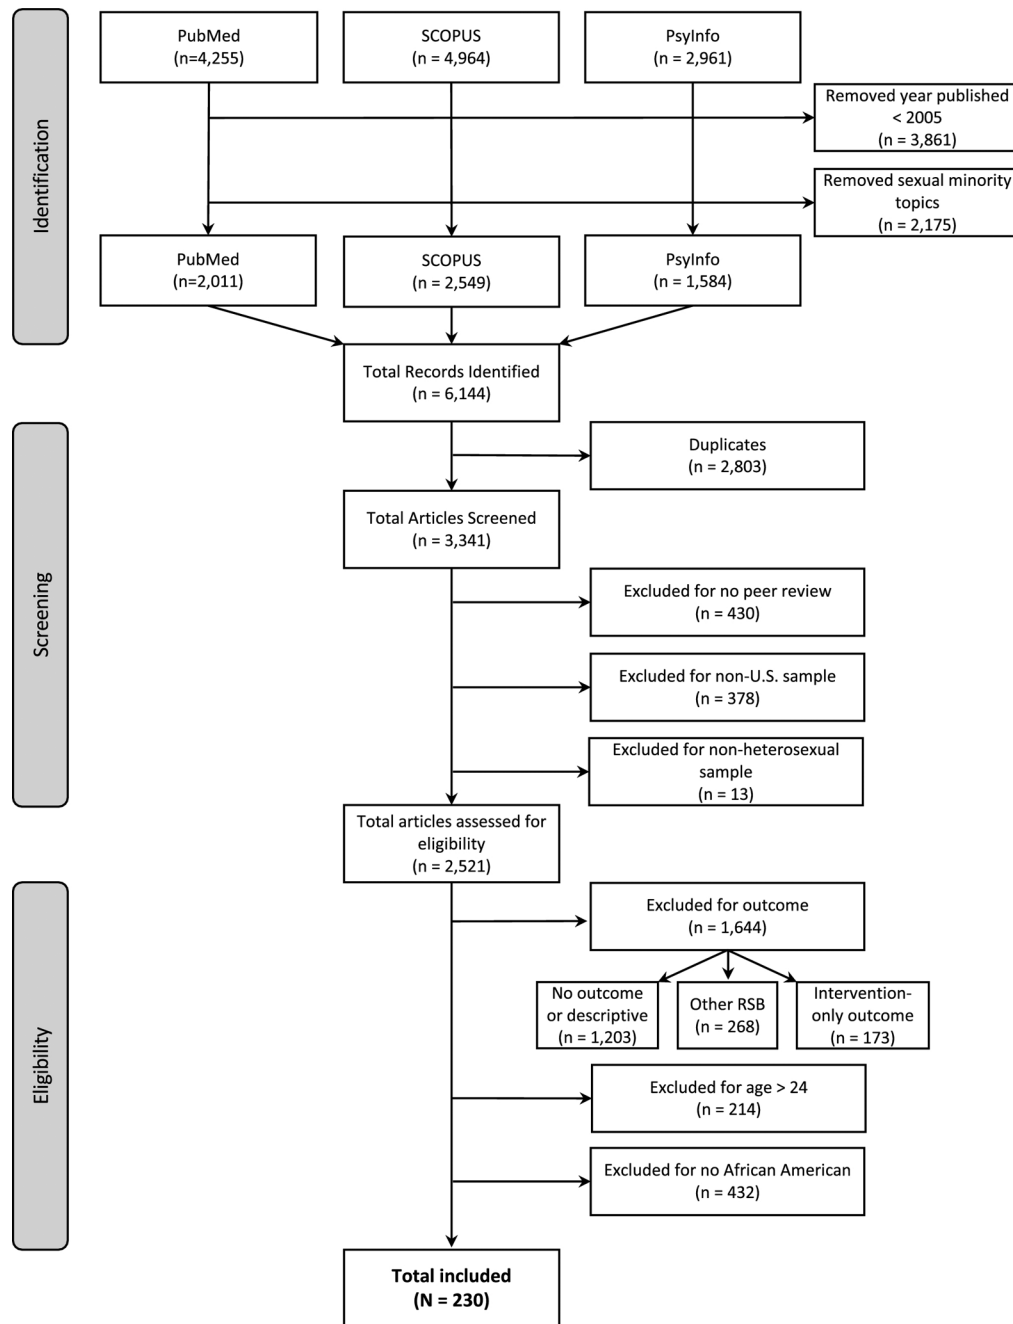 Identification
PubMed
(n=4,255)
SCOPUS
(n = 4,964)
PsyInfo
(n = 2,961)
Removed year published
< 2005
(n = 3,861)
Removed sexual minority
topics
(n = 2,175)
PubMed
(n=2,011)
SCOPUS
(n = 2,549)
PsyInfo
(n = 1,584)
Total Records Identified
(n = 6,144)
Screening
Duplicates
(n = 2,803)
Total Articles Screened
(n = 3,341)
Excluded for no peer review
(n = 430)
Excluded for non-U.S. sample
(n = 378)
Excluded for non-heterosexual
sample
(n = 13)
Total articles assessed for
eligibility
(n = 2,521)
Eligibility
Excluded for outcome
(n = 1,644)
No outcome
or descriptive
(n = 1,203)
Other RSB
(n = 268)
Intervention-
only outcome
(n = 173)
Excluded for age > 24
(n = 214)
Excluded for no African American
(n = 432)
Total included
(N = 230)